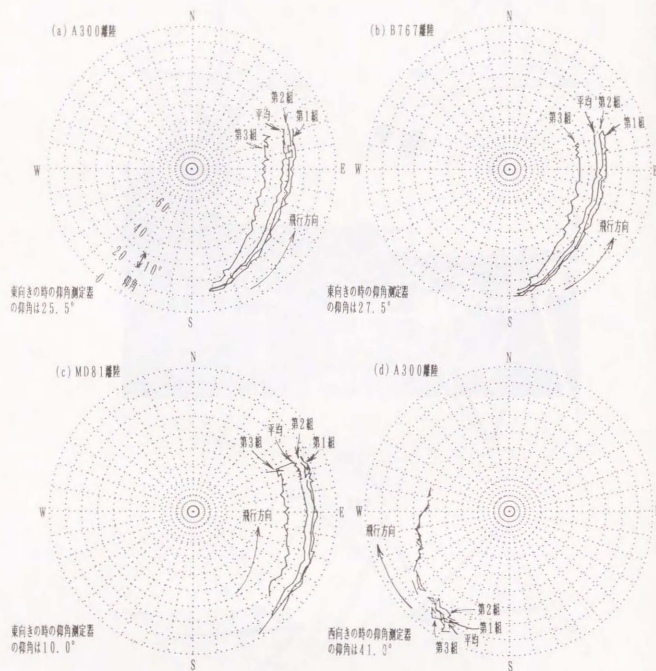 (a) A300離陸
N
第2組
平均
第1組
第3組
W
E
60
40
20
10°
0
仰角
飛行方向
東向きの時の仰角測定器
の仰角は25.5°
S
(b) B767離陸
N
平均
第2組
第3組
第1組
W
E
飛行方向
東向きの時の仰角測定器
の仰角は27.5°
S
(c) MD81離陸
N
第2組
平均
第1組
第3組
W
E
飛行方向
東向きの時の仰角測定器
の仰角は10.0°
S
(d) A300離陸
N
W
飛行方向
第2組
第1組
平均
第3組
西向きの時の仰角測定器
の仰角は41.0°
S